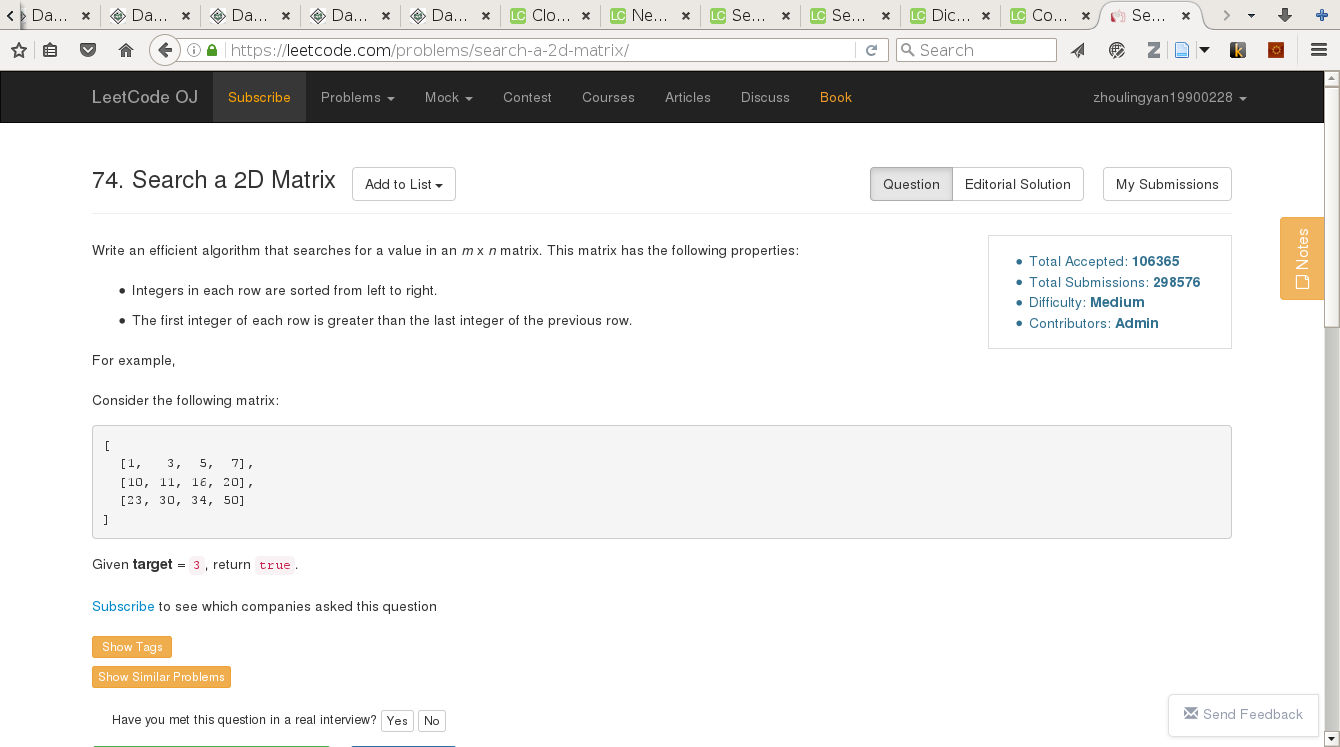 Da... Da... Da... Da... Da... Clo... Ne... Se... Se... Dic... Co... Se...
https://leetcode.com/problems/search-a-2d-matrix/ Search
LeetCode OJ Subscribe Problems Mock Contest Courses Articles Discuss Book zhoulingyan19900228
74. Search a 2D Matrix Add to List Question Editorial Solution My Submissions
Notes
Write an efficient algorithm that searches for a value in an m x n matrix. This matrix has the following properties:
• Integers in each row are sorted from left to right.
• The first integer of each row is greater than the last integer of the previous row.
• Total Accepted: 106365
• Total Submissions: 298576
• Difficulty: Medium
• Contributors: Admin
For example,
Consider the following matrix:
[
[1, 3, 5, 7],
[10, 11, 16, 20],
[23, 30, 34, 50]
]
Given target = 3, return true.
Subscribe to see which companies asked this question
Show Tags
Show Similar Problems
Have you met this question in a real interview? Yes No
Send Feedback